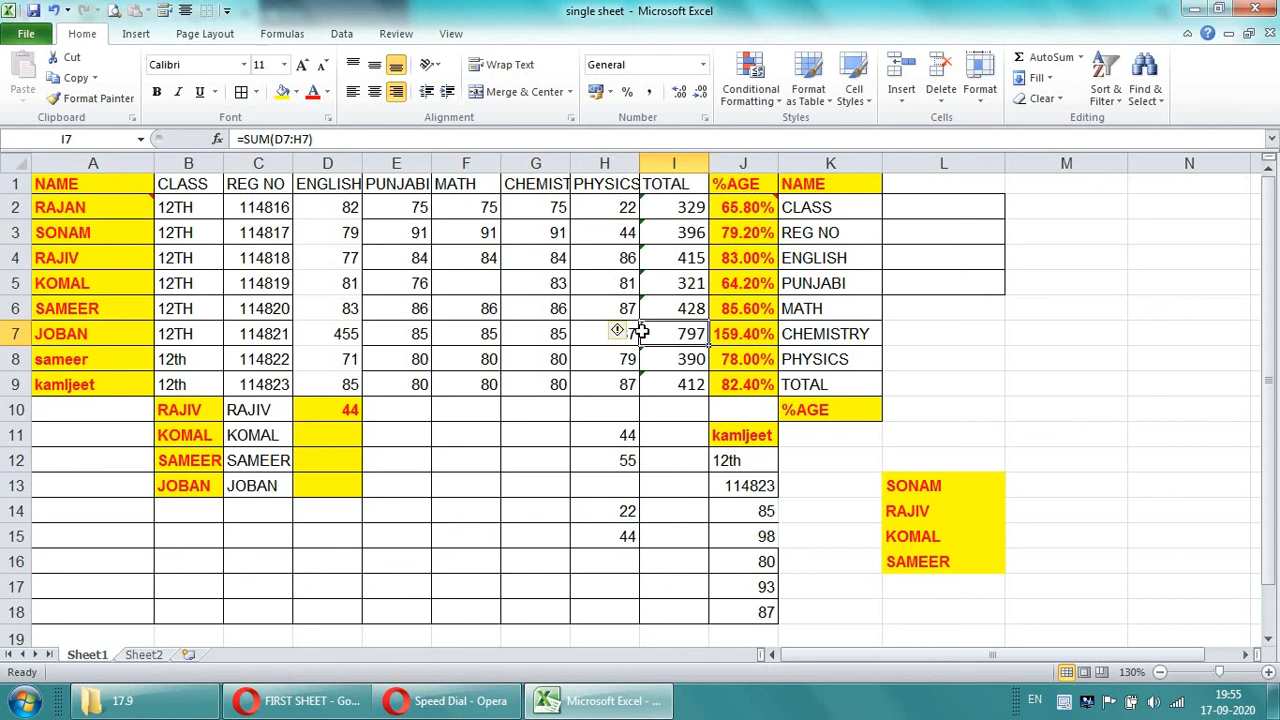 single sheet - Microsoft Excel
File Home Insert Page Layout Formulas Data Review View
Paste
Cut
Copy
Format Painter
Clipboard
Calibri 11
B I U
Font
Wrap Text
Merge & Center
Alignment
General
Number
Conditional Formatting
Format as Table
Cell Styles
Styles
Insert Delete Format
Cells
AutoSum
Fill
Clear
Sort & Filter
Find & Select
Editing
I7 fx =SUM(D7:H7)
A B C D E F G H I J K L M N
1 NAME CLASS REG NO ENGLISH PUNJABI MATH CHEMIST PHYSICS TOTAL %AGE NAME
2 RAJAN 12TH 114816 82 75 75 75 22 329 65.80% CLASS
3 SONAM 12TH 114817 79 91 91 91 44 396 79.20% REG NO
4 RAJIV 12TH 114818 77 84 84 84 86 415 83.00% ENGLISH
5 KOMAL 12TH 114819 81 76 83 81 321 64.20% PUNJABI
6 SAMEER 12TH 114820 83 86 86 86 87 428 85.60% MATH
7 JOBAN 12TH 114821 455 85 85 85 7 797 159.40% CHEMISTRY
8 sameer 12th 114822 71 80 80 80 79 390 78.00% PHYSICS
9 kamljeet 12th 114823 85 80 80 80 87 412 82.40% TOTAL
10 RAJIV RAJIV 44 %AGE
11 KOMAL KOMAL 44 kamljeet
12 SAMEER SAMEER 55 12th
13 JOBAN JOBAN 114823 SONAM
14 22 85 RAJIV
15 44 98 KOMAL
16 80 SAMEER
17 93
18 87
19
Sheet1 Sheet2
Ready 130%
17.9 FIRST SHEET - Go... Speed Dial - Opera Microsoft Excel - ... EN 19:55
17-09-2020